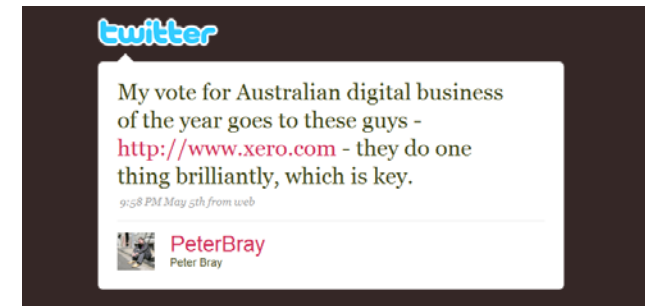 twitter
My vote for Australian digital business
of the year goes to these guys -
http://www.xero.com - they do one
thing brilliantly, which is key.
9:58 PM May 5th from web
PeterBray
Peter Bray